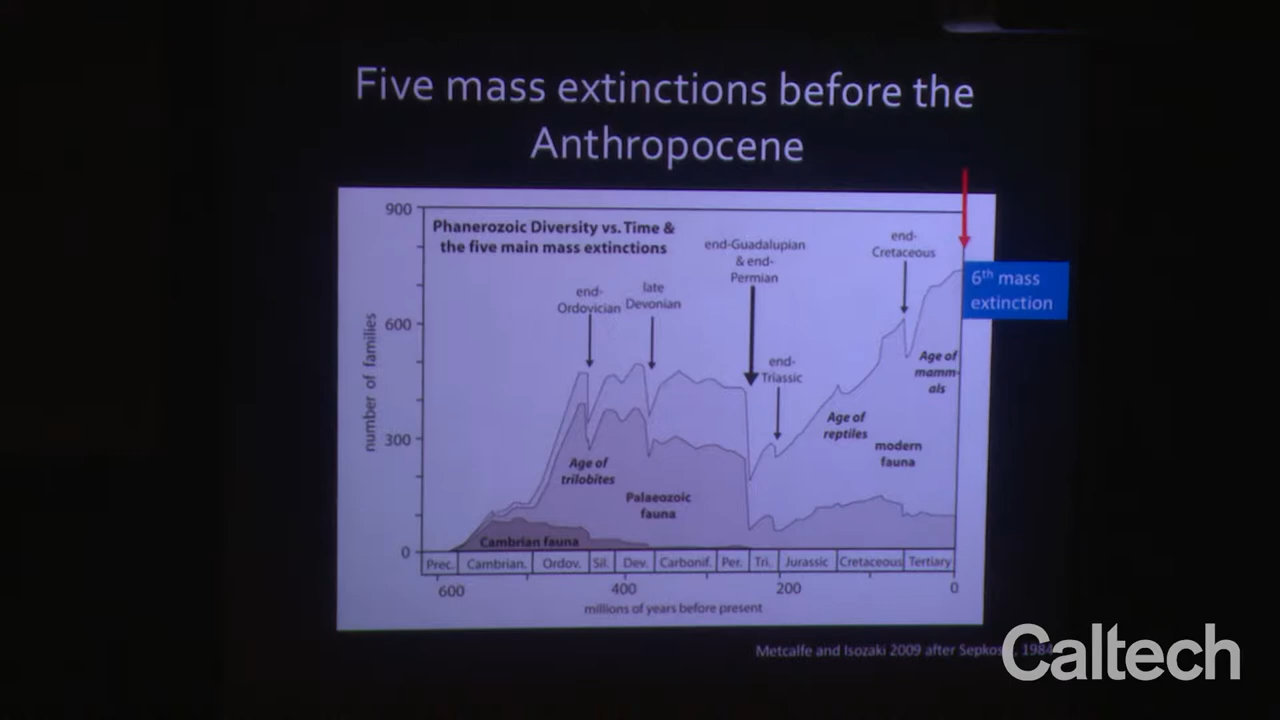 Five mass extinctions before the
Anthropocene
900
Phanerozoic Diversity vs. Time &
the five main mass extinctions
end-Guadalupian
& end-
Permian
end-
Cretaceous
6th mass
extinction
end-
Ordovician
late
Devonian
600
end-
Triassic
Age of
mamm-
als
number of families
Age of
reptiles
modern
fauna
300
Age of
trilobites
Palaeozoic
fauna
Cambrian fauna
0
Prec. Cambrian. Ordov. Sil. Dev. Carbonif. Per. Tri. Jurassic Cretaceous Tertiary
600 400 200 0
millions of years before present
Metcalfe and Isozaki 2009 after 1984
Caltech